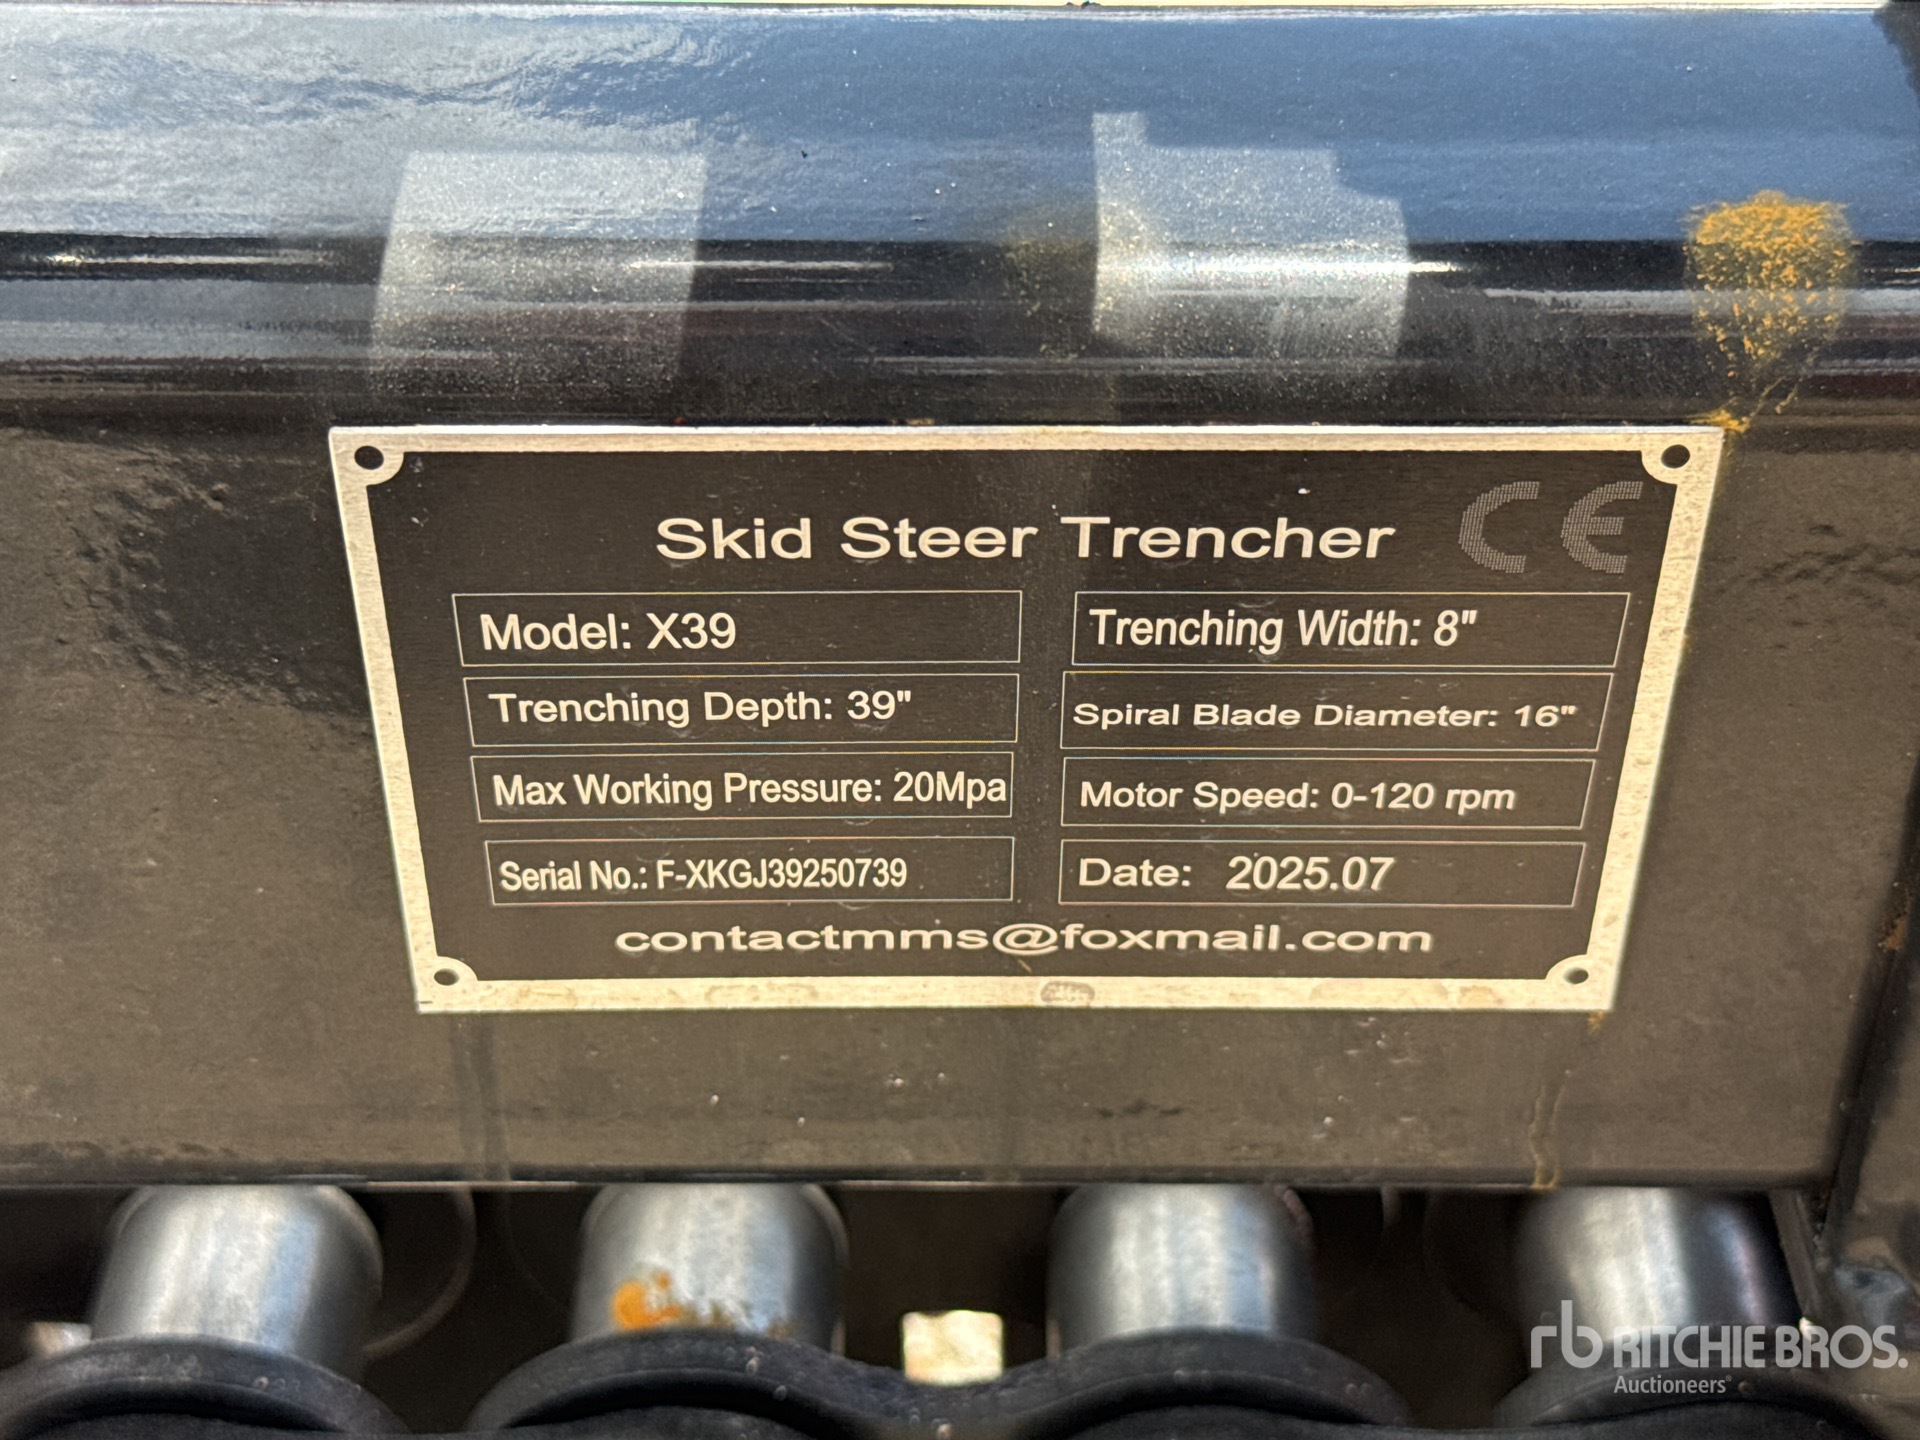 Skid Steer Trencher CE
Model: X39
Trenching Width: 8"
Trenching Depth: 39"
Spiral Blade Diameter: 16"
Max Working Pressure: 20Mpa
Motor Speed: 0-120 rpm
Serial No.: F-XKGJ39250739
Date: 2025.07
contactmms@foxmail.com
rb RITCHIE BROS.
Auctioneers®